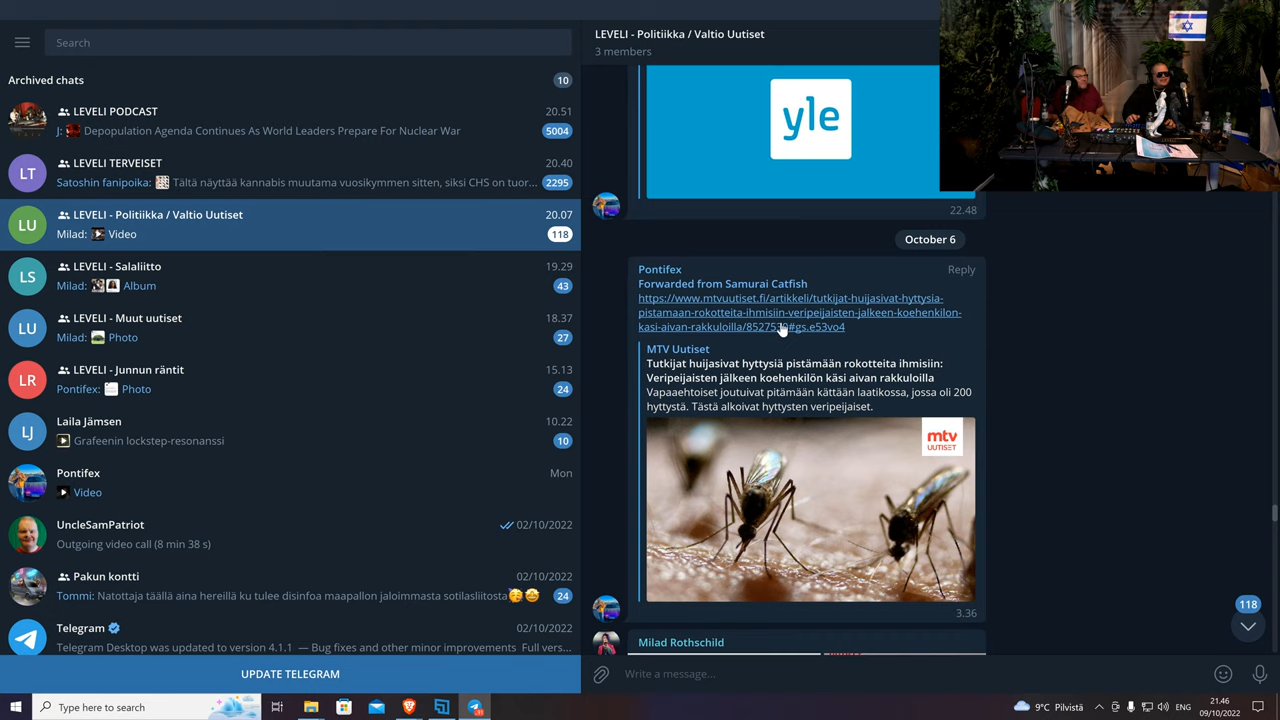 Search
Archived chats
10
LEVELI PODCAST
20.51
J: Depopulation Agenda Continues As World Leaders Prepare For Nuclear War
5004
LT
LEVELI TERVEISET
20.40
Satoshin fanipoika: Tältä näyttää kannabis muutama vuosikymmen sitten, siksi CHS on tuor...
2295
LU
LEVELI - Politiikka / Valtio Uutiset
20.07
Milad: Video
118
LS
LEVELI - Salaliitto
19.29
Milad: Album
43
LU
LEVELI - Muut uutiset
18.37
Milad: Photo
27
LR
LEVELI - Junnun räntit
15.13
Pontifex: Photo
24
LJ
Laila Jämsen
10.22
Grafeenin lockstep-resonanssi
10
Pontifex
Mon
Video
UncleSamPatriot
02/10/2022
Outgoing video call (8 min 38 s)
Pakun kontti
02/10/2022
Tommi: Natottaja täällä aina hereillä ku tulee disinfoa maapallon jaloimmasta sotilasliitosta🥳🤩
24
Telegram
02/10/2022
Telegram Desktop was updated to version 4.1.1 — Bug fixes and other minor improvements Full vers...
UPDATE TELEGRAM
LEVELI - Politiikka / Valtio Uutiset
3 members
yle
22.48
October 6
Pontifex
Reply
Forwarded from Samurai Catfish
https://www.mtvuutiset.fi/artikkeli/tutkijat-huijasivat-hyttysia-
pistamaan-rokotteita-ihmisiin-veripeijaisten-jalkeen-koehenkilon-
MTV Uutiset
Tutkijat huijasivat hyttysiä pistämään rokotteita ihmisiin:
Veripeijaisten jälkeen koehenkilön käsi aivan rakkuloilla
Vapaaehtoiset joutuivat pitämään kättään laatikossa, jossa oli 200
hyttystä. Tästä alkoivat hyttysten veripeijaiset.
mtv
UUTISET
3.36
Milad Rothschild
118
Write a message...
Type here to search
9°C Pilvistä
ENG
21.46
09/10/2022